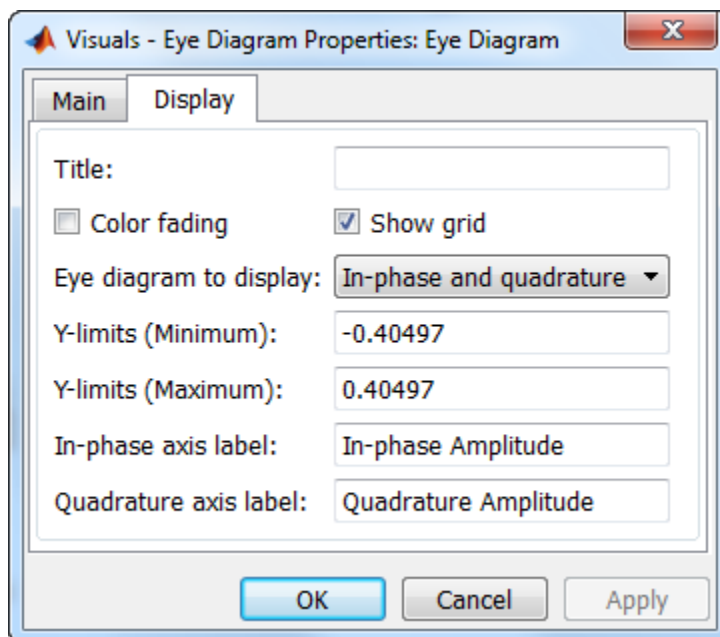 Visuals - Eye Diagram Properties: Eye Diagram
Main Display
Title:
Color fading Show grid
Eye diagram to display: In-phase and quadrature
Y-limits (Minimum): -0.40497
Y-limits (Maximum): 0.40497
In-phase axis label: In-phase Amplitude
Quadrature axis label: Quadrature Amplitude
OK Cancel Apply